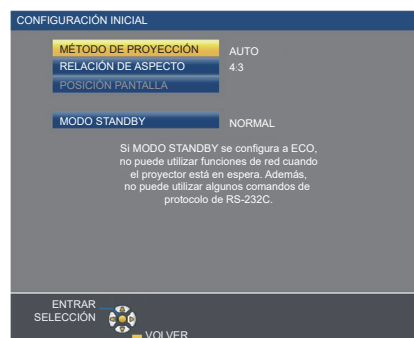 CONFIGURACIÓN INICIAL
MÉTODO DE PROYECCIÓN AUTO
RELACIÓN DE ASPECTO 4:3
POSICIÓN PANTALLA
MODO STANDBY NORMAL
Si MODO STANDBY se configura a ECO,
no puede utilizar funciones de red cuando
el proyector está en espera. Además,
no puede utilizar algunos comandos de
protocolo de RS-232C.
ENTRAR
SELECCIÓN
VOLVER